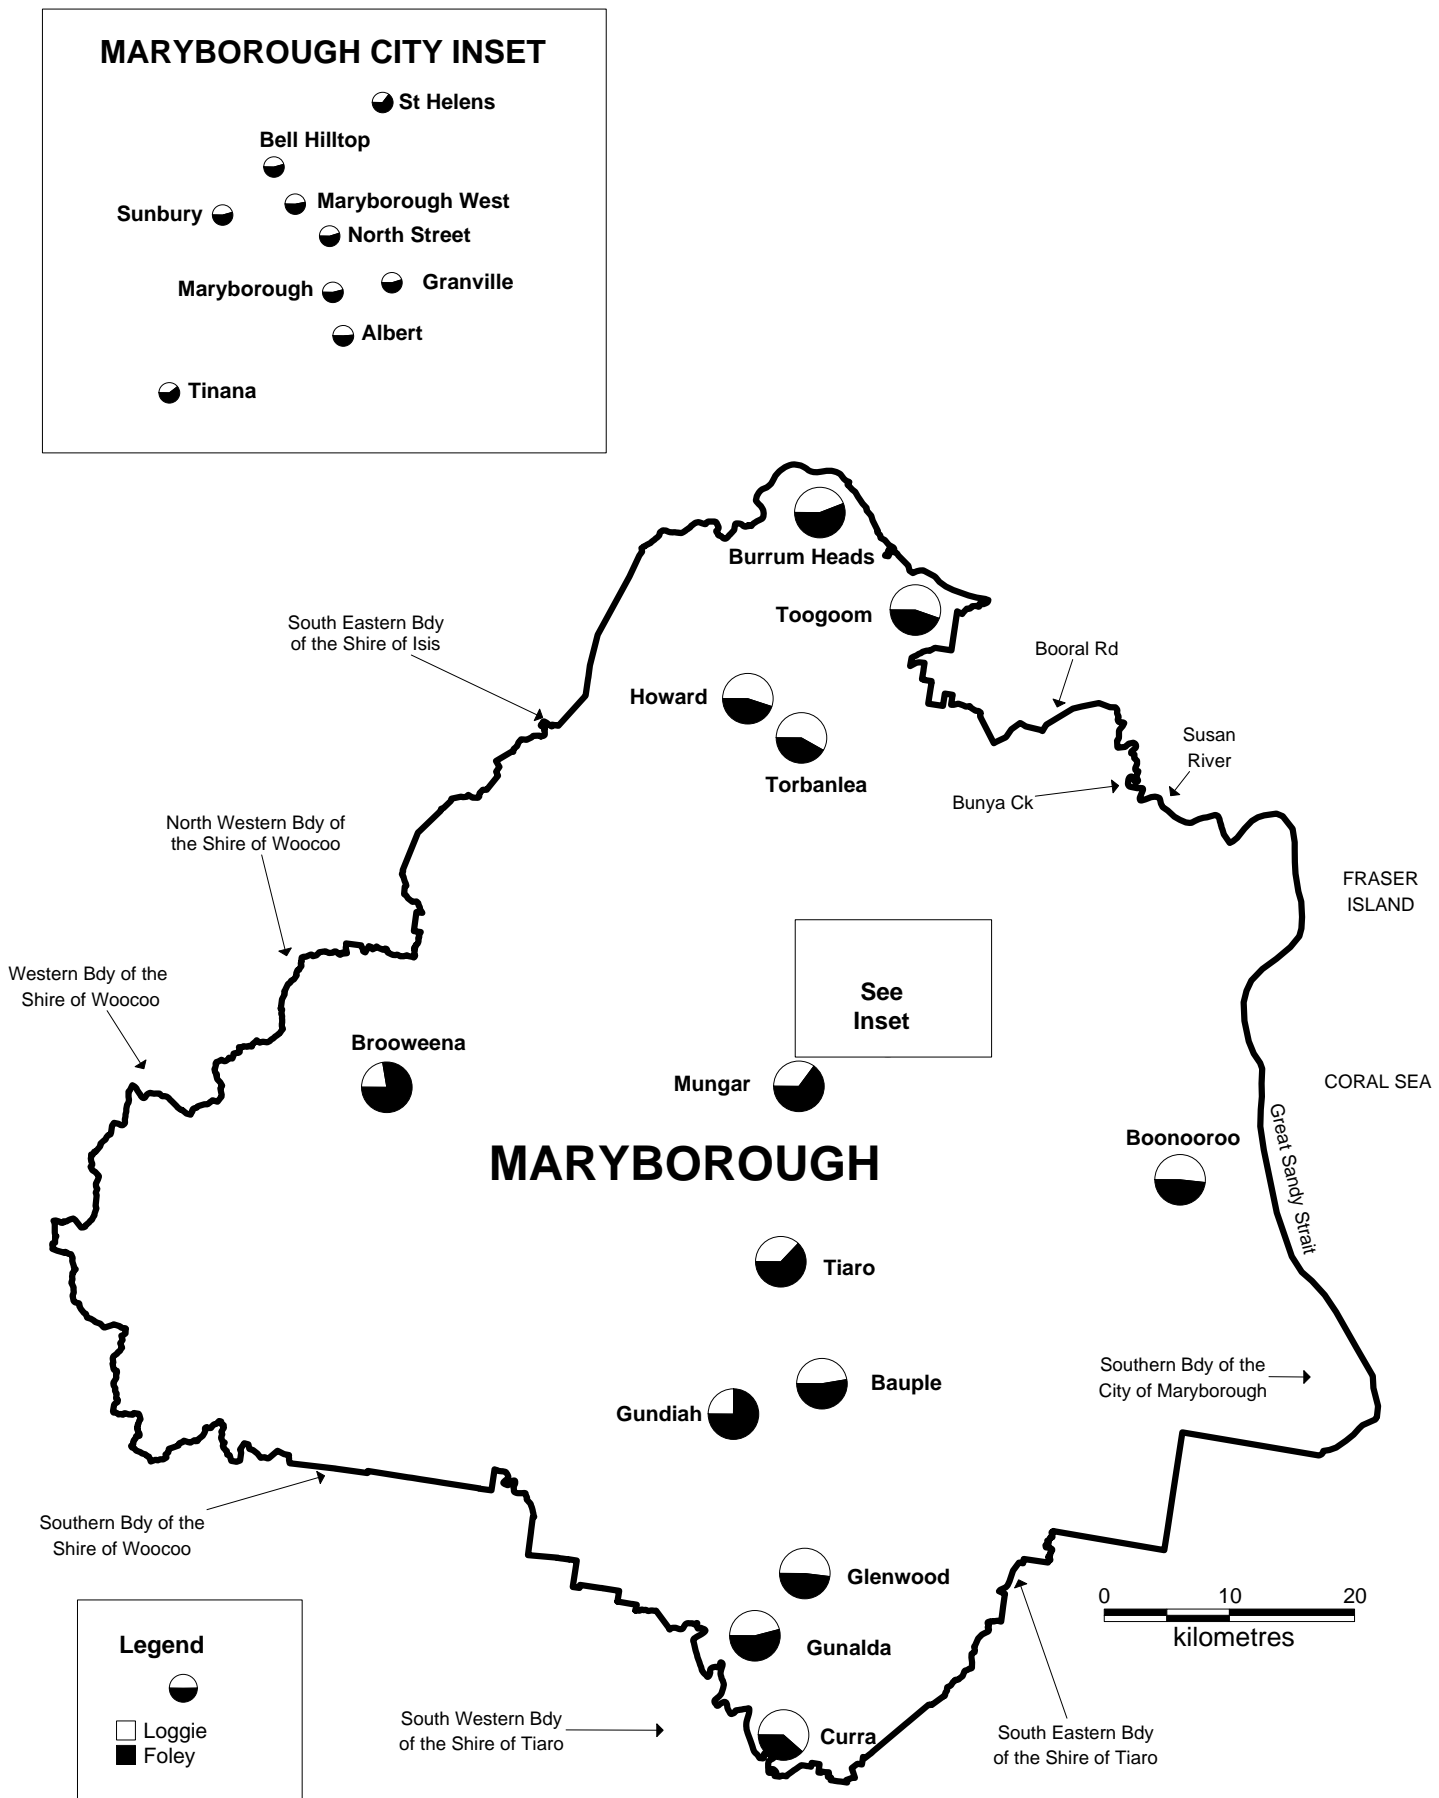 MARYBOROUGH CITY INSET
St Helens
Bell Hilltop
Maryborough West
Sunbury
North Street
Granville
Maryborough
Albert
Tinana
Burrum Heads
Toogoom
South Eastern Bdy
of the Shire of Isis
Booral Rd
Howard
Susan
River
Torbanlea
Bunya Ck
North Western Bdy of
the Shire of Woocoo
FRASER
ISLAND
Western Bdy of the
Shire of Woocoo
See
Inset
Brooweena
Mungar
CORAL SEA
Great Sandy Strait
Boonooroo
MARYBOROUGH
Tiaro
Southern Bdy of the
City of Maryborough
Bauple
Gundiah
Southern Bdy of the
Shire of Woocoo
Glenwood
0 10 20
kilometres
Gunalda
Legend
Loggie
Foley
South Western Bdy
of the Shire of Tiaro
Curra
South Eastern Bdy
of the Shire of Tiaro